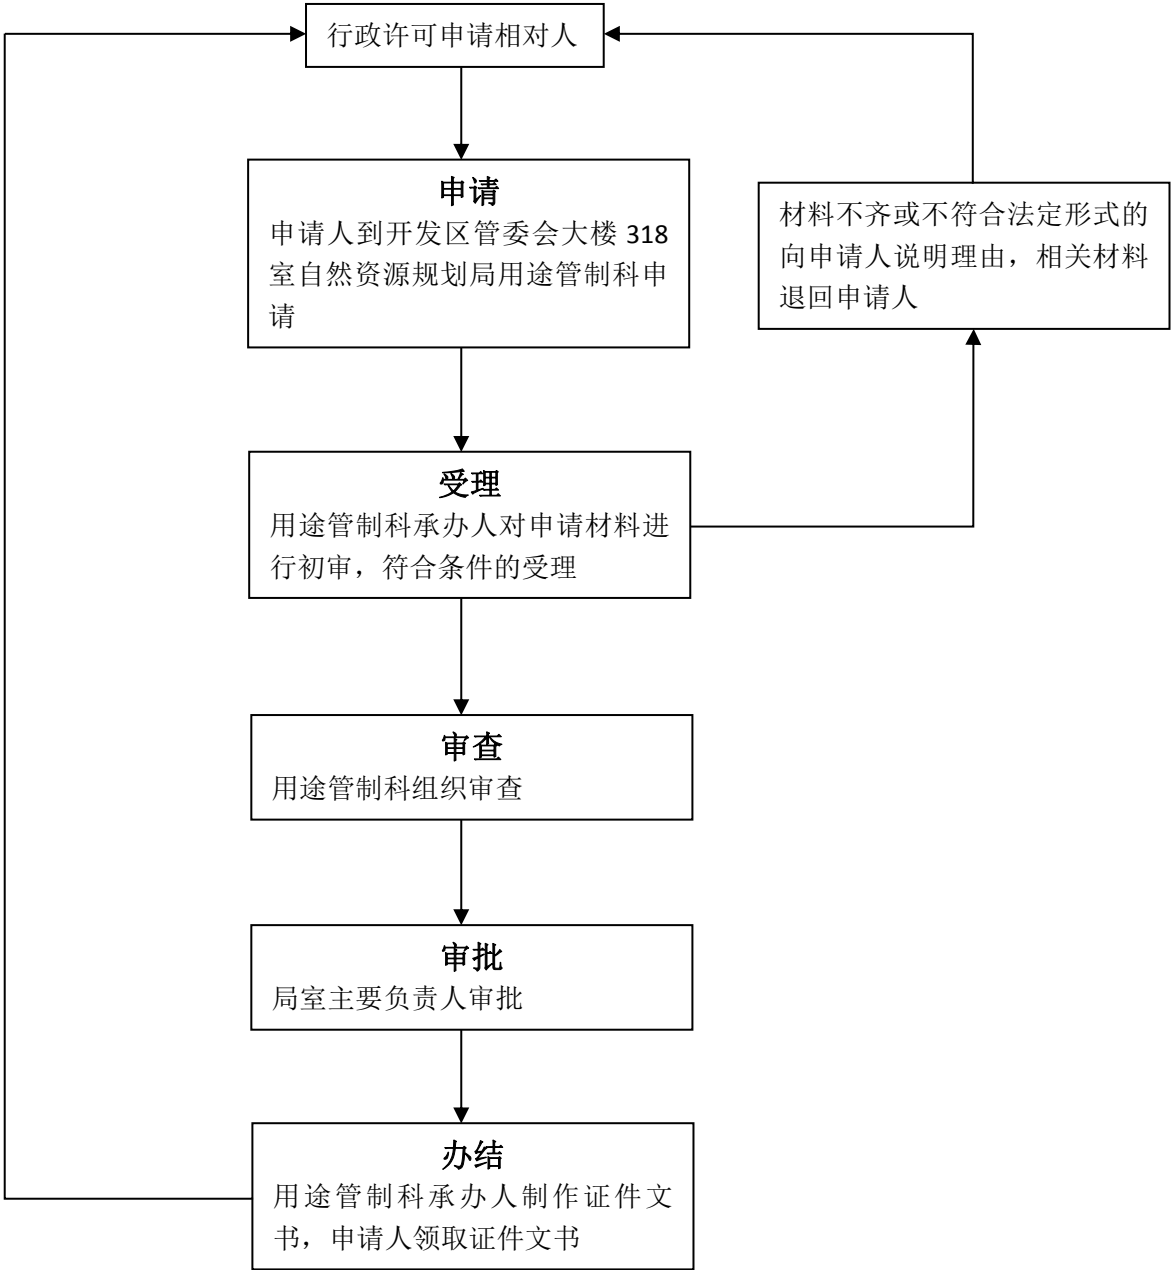 行政许可申请相对人
申请
申请人到开发区管委会大楼 318
室自然资源规划局用途管制科申
请
材料不齐或不符合法定形式的
向申请人说明理由，相关材料
退回申请人
受理
用途管制科承办人对申请材料进
行初审，符合条件的受理
审查
用途管制科组织审查
审批
局室主要负责人审批
办结
用途管制科承办人制作证件文
书，申请人领取证件文书